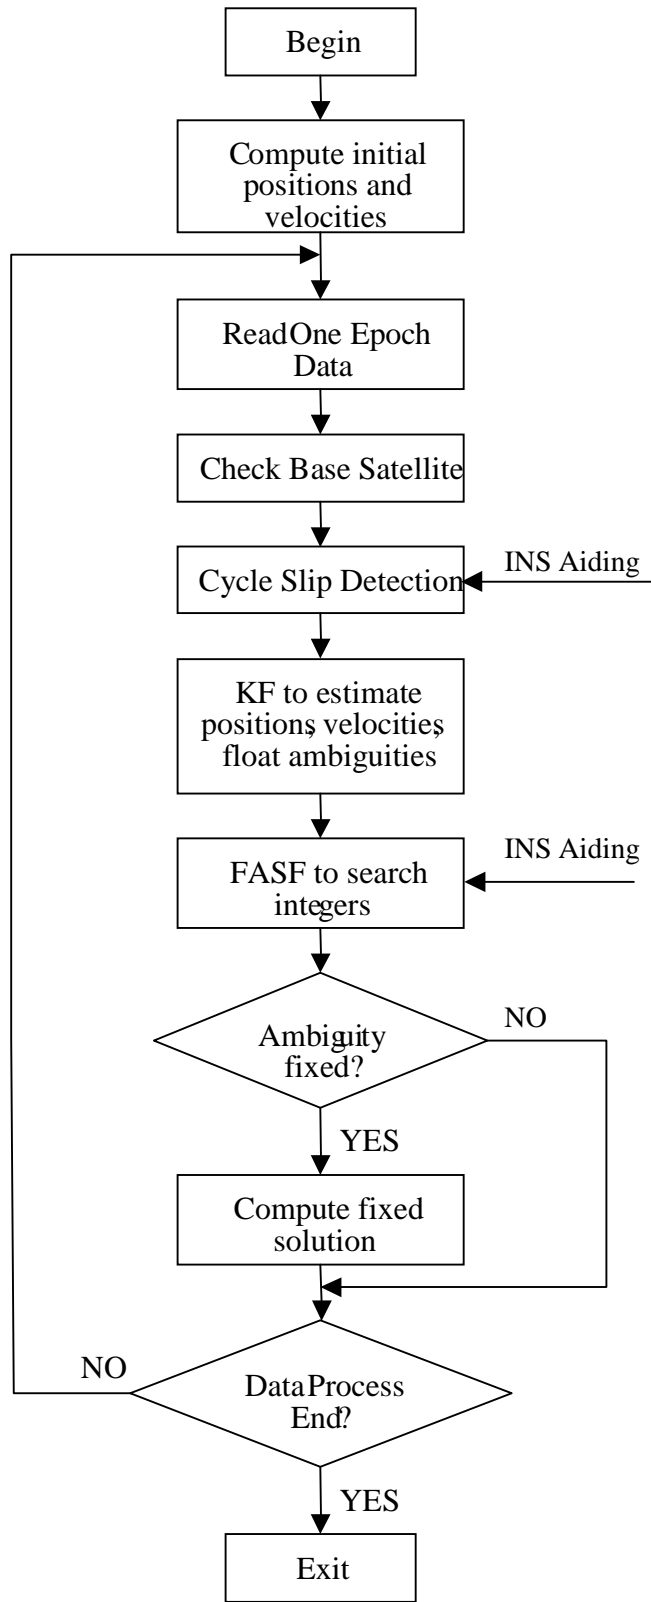 Begin
Compute initial
positions and
velocities
ReadOne Epoch
Data
Check Base Satellite
Cycle Slip Detection
INS Aiding
KF to estimate
positions, velocities,
float ambiguities
FASF to search
integers
INS Aiding
Ambiguity
fixed?
NO
YES
Compute fixed
solution
NO
DataProcess
End?
YES
Exit